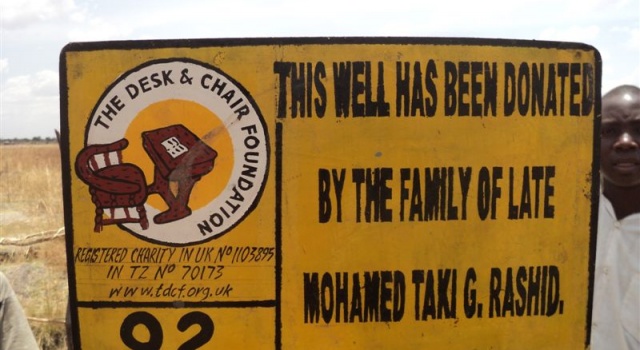 THE DESK & CHAIR FOUNDATION
REGISTERED CHARITY IN UK Nº 1103895
IN TZ Nº 70173
www.tdcf.org.uk
92
THIS WELL HAS BEEN DONATED
BY THE FAMILY OF LATE
MOHAMED TAKI G. RASHID.